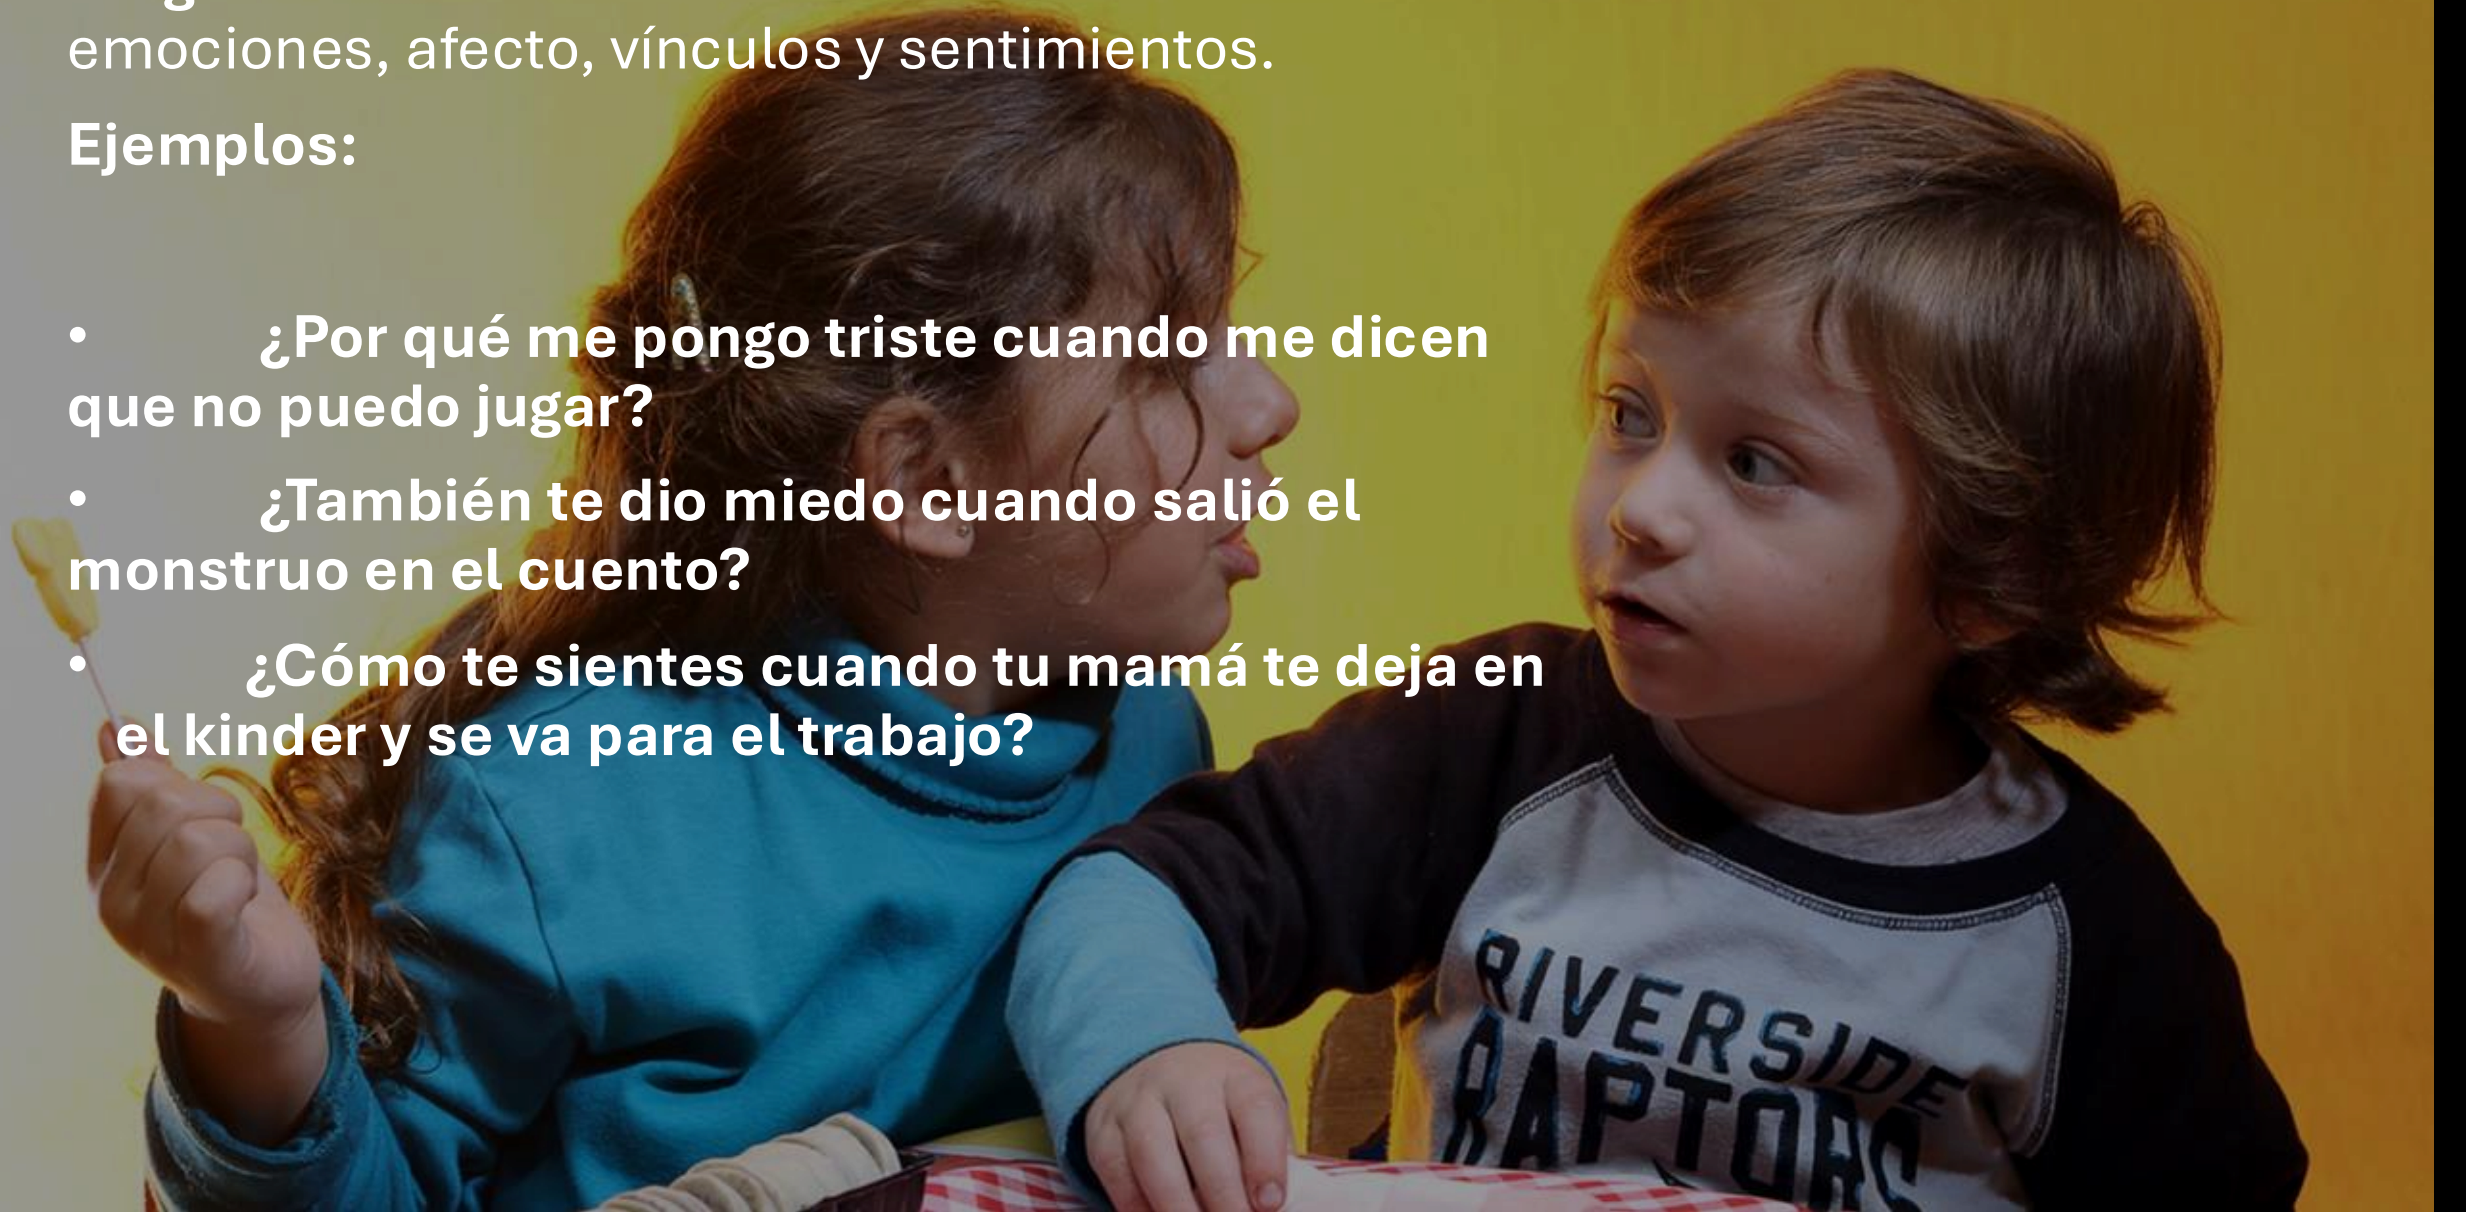 emociones, afecto, vínculos y sentimientos.
Ejemplos:
• ¿Por qué me pongo triste cuando me dicen
que no puedo jugar?
• ¿También te dio miedo cuando salió el
monstruo en el cuento?
• ¿Cómo te sientes cuando tu mamá te deja en
el kinder y se va para el trabajo?
RIVERSIDE
RAPTORS